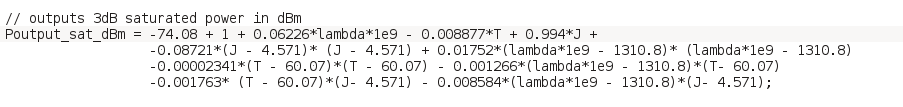 // outputs 3dB saturated power in dBm
Poutput_sat_dBm = -74.08 + 1 + 0.06226*lambda*1e9 - 0.008877*T + 0.994*J +
-0.08721*(J - 4.571)* (J - 4.571) + 0.01752*(lambda*1e9 - 1310.8)* (lambda*1e9 - 1310.8)
-0.00002341*(T - 60.07)*(T - 60.07) - 0.001266*(lambda*1e9 - 1310.8)*(T- 60.07)
-0.001763* (T - 60.07)*(J- 4.571) - 0.008584*(lambda*1e9 - 1310.8)*(J- 4.571);